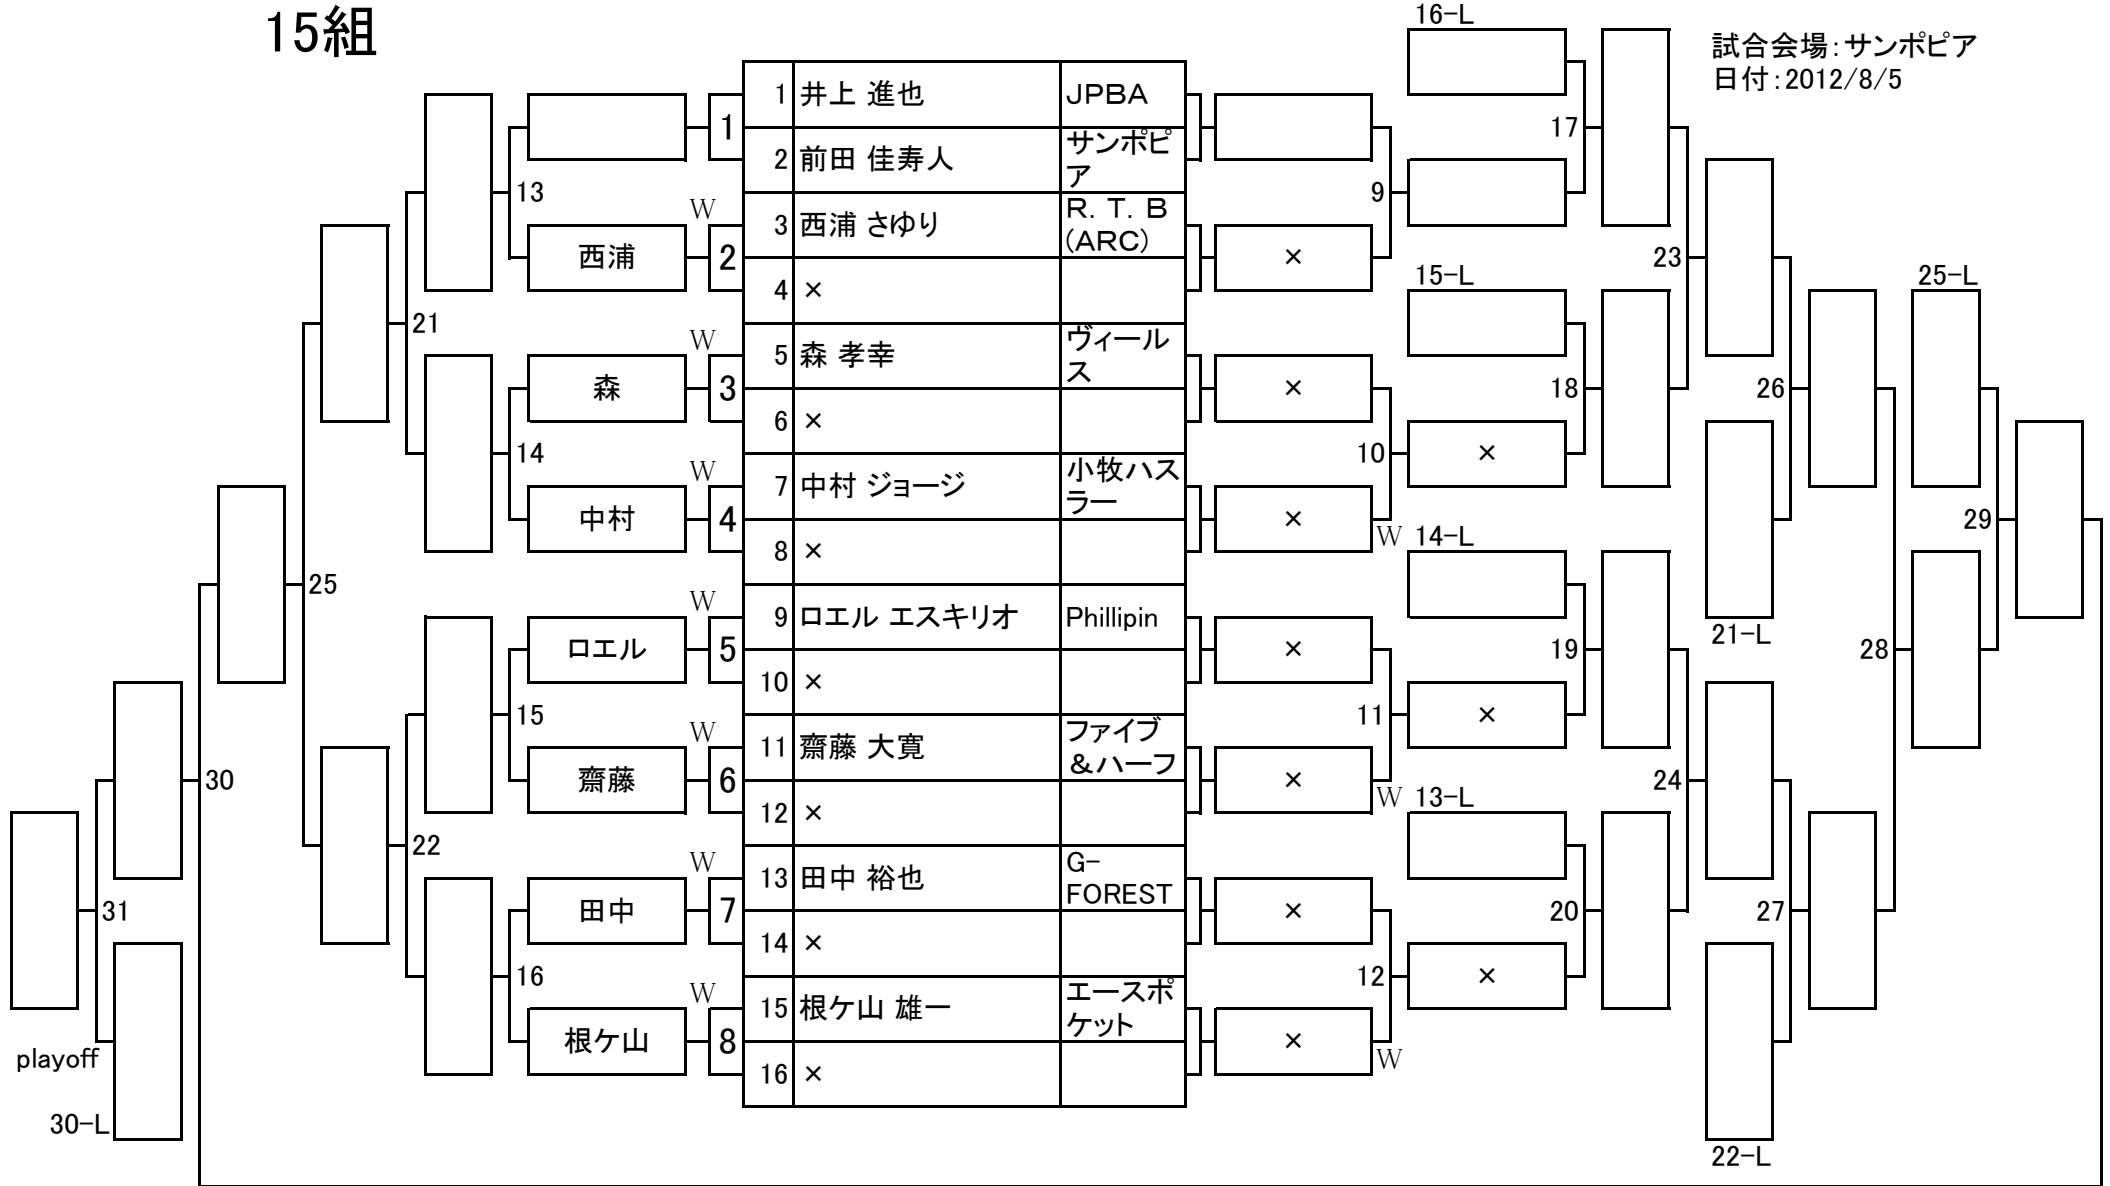 15組
試合会場：サンポピア
日付：2012/8/5
1 井上 進也 JPBA
2 前田 佳寿人 サンポピ
ア
3 西浦 さゆり R．T．B
(ARC)
4 ×
5 森 孝幸 ヴィール
ス
6 ×
7 中村 ジョージ 小牧ハス
ラー
8 ×
9 ロエル エスキリオ Phillipin
10 ×
11 齋藤 大寛 ファイブ
＆ハーフ
12 ×
13 田中 裕也 G-
FOREST
14 ×
15 根ケ山 雄一 エースポ
ケット
16 ×
1
W
西浦
2
W
森
3
W
中村
4
W
ロエル
5
W
齋藤
6
W
田中
7
W
根ケ山
8
13
14
15
16
21
22
25
30
31
playoff
30-L
×
×
×
W
×
×
W
×
×
W
9
10
11
12
16-L
15-L
×
14-L
×
13-L
×
17
18
19
20
23
24
21-L
22-L
26
27
28
25-L
29